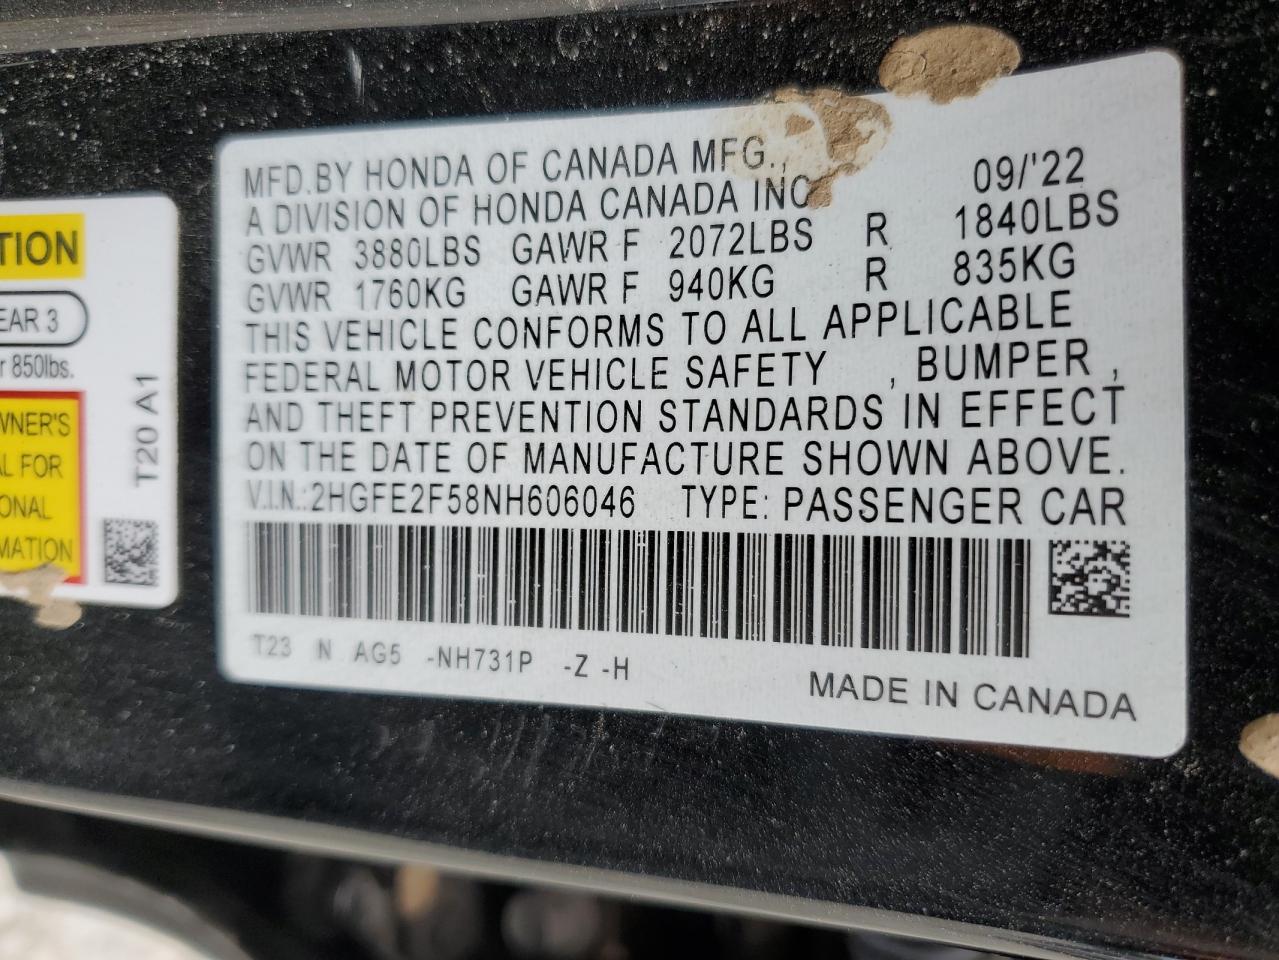 MFD.BY HONDA OF CANADA MFG.,
A DIVISION OF HONDA CANADA INC 09/'22
GVWR 3880LBS GAWR F 2072LBS R 1840LBS
GVWR 1760KG GAWR F 940KG R 835KG
THIS VEHICLE CONFORMS TO ALL APPLICABLE
FEDERAL MOTOR VEHICLE SAFETY , BUMPER ,
AND THEFT PREVENTION STANDARDS IN EFFECT
ON THE DATE OF MANUFACTURE SHOWN ABOVE.
V.I.N.:2HGFE2F58NH606046 TYPE: PASSENGER CAR
T23 N AG5 -NH731P -Z -H
MADE IN CANADA
TION
EAR 3
r 850lbs.
WNER'S
AL FOR
ONAL
MATION
T20 A1